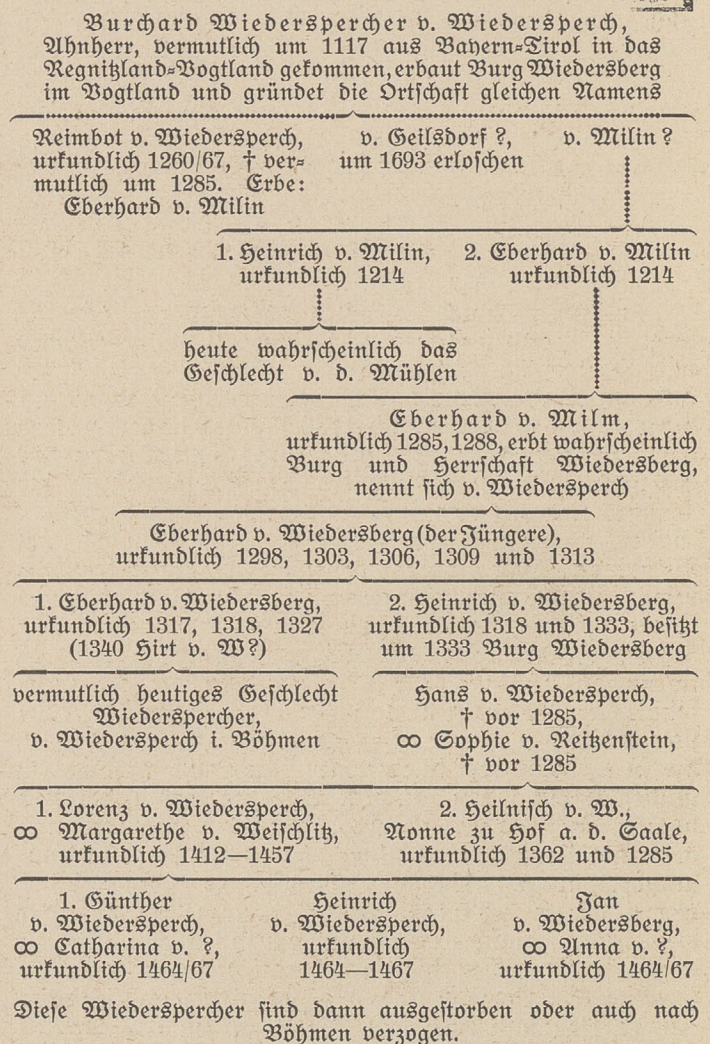 Burchard Wiederspercher v. Wiedersperch,
Ahnherr, vermutlich um 1117 aus Bayern-Tirol in das
Regnitzland-Vogtland gekommen, erbaut Burg Wiedersberg
im Vogtland und gründet die Ortschaft gleichen Namens
Reimbot v. Wiedersperch,
urkundlich 1260/67, † ver-
mutlich um 1285. Erbe:
Eberhard v. Milin
v. Geilsdorf ?,
um 1693 erloschen
v. Milin ?
1. Heinrich v. Milin,
urkundlich 1214
2. Eberhard v. Milin
urkundlich 1214
heute wahrscheinlich das
Geschlecht v. d. Mühlen
Eberhard v. Milm,
urkundlich 1285, 1288, erbt wahrscheinlich
Burg und Herrschaft Wiedersberg,
nennt sich v. Wiedersperch
Eberhard v. Wiedersberg (der Jüngere),
urkundlich 1298, 1303, 1306, 1309 und 1313
1. Eberhard v. Wiedersberg,
urkundlich 1317, 1318, 1327
(1340 Hirt v. W?)
2. Heinrich v. Wiedersberg,
urkundlich 1318 und 1333, besitzt
um 1333 Burg Wiedersberg
vermutlich heutiges Geschlecht
Wiederspercher,
v. Wiedersperch i. Böhmen
Hans v. Wiedersperch,
† vor 1285,
∞ Sophie v. Reitzenstein,
† vor 1285
1. Lorenz v. Wiedersperch,
∞ Margarethe v. Weischlitz,
urkundlich 1412—1457
2. Heilnisch v. W.,
Nonne zu Hof a. d. Saale,
urkundlich 1362 und 1285
1. Günther
v. Wiedersperch,
∞ Catharina v. ?,
urkundlich 1464/67
Heinrich
v. Wiedersperch,
urkundlich
1464—1467
Jan
v. Wiedersberg,
∞ Anna v. ?,
urkundlich 1464/67
Diese Wiederspercher sind dann ausgestorben oder auch nach
Böhmen verzogen.